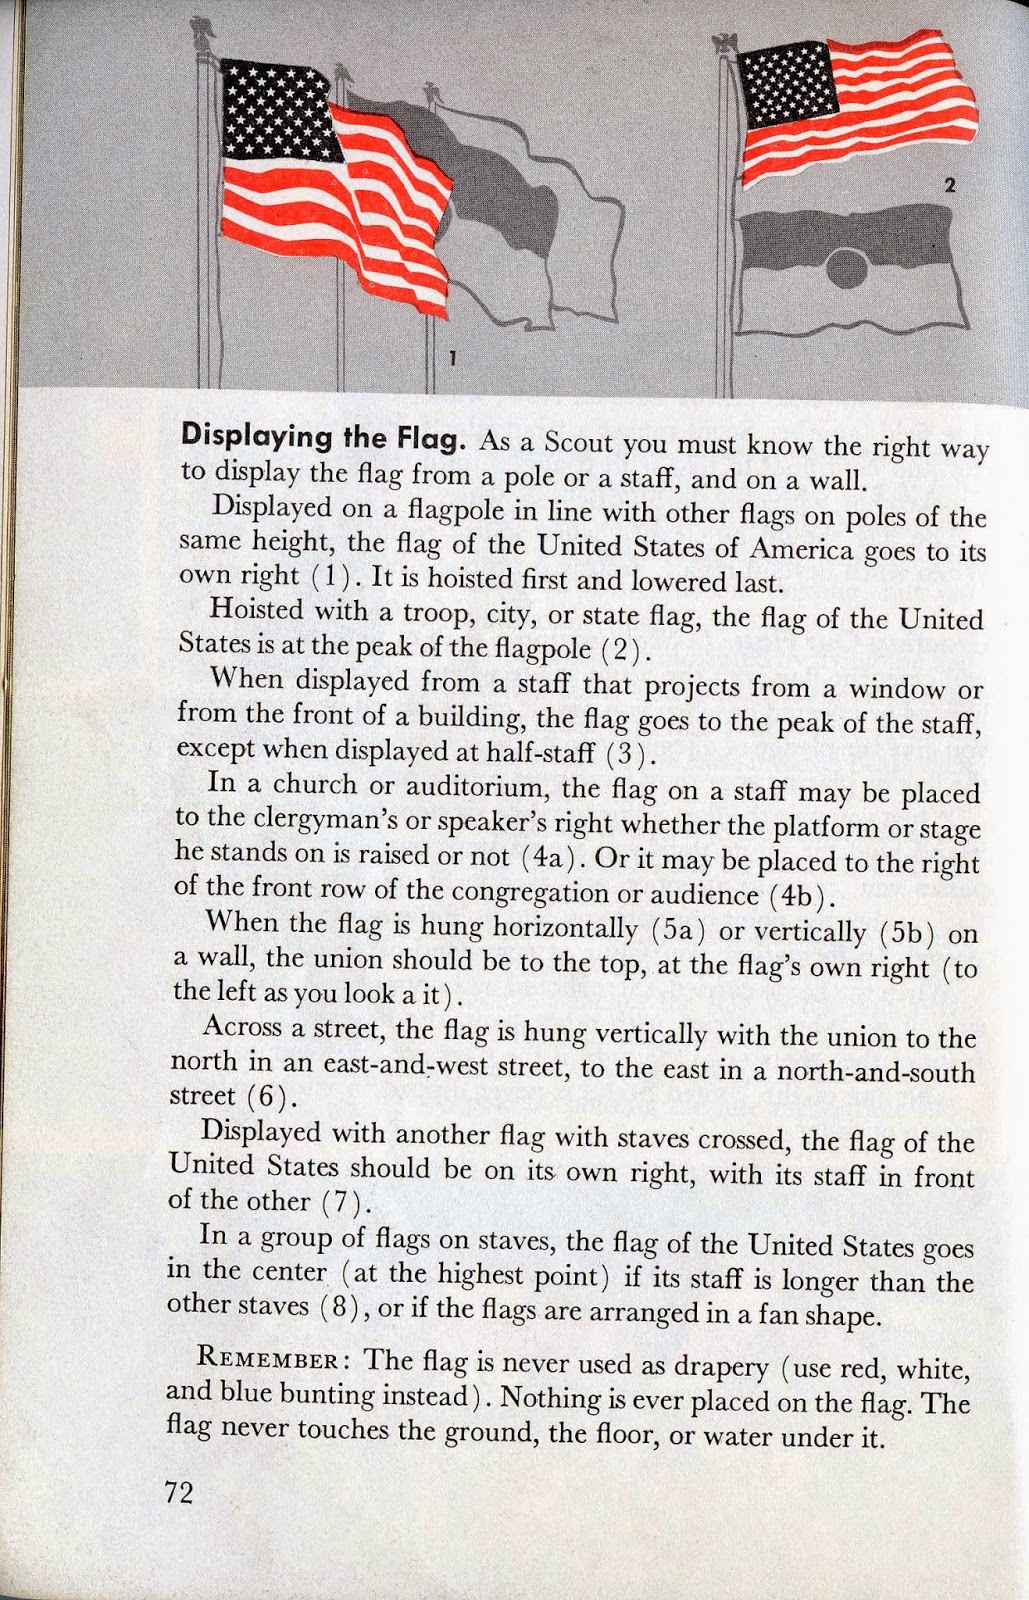 2
1
Displaying the Flag. As a Scout you must know the right way
to display the flag from a pole or a staff, and on a wall.
Displayed on a flagpole in line with other flags on poles of the
same height, the flag of the United States of America goes to its
own right (1). It is hoisted first and lowered last.
Hoisted with a troop, city, or state flag, the flag of the United
States is at the peak of the flagpole (2).
When displayed from a staff that projects from a window or
from the front of a building, the flag goes to the peak of the staff,
except when displayed at half-staff (3).
In a church or auditorium, the flag on a staff may be placed
to the clergyman's or speaker's right whether the platform or stage
he stands on is raised or not (4a). Or it may be placed to the right
of the front row of the congregation or audience (4b).
When the flag is hung horizontally (5a) or vertically (5b) on
a wall, the union should be to the top, at the flag's own right (to
the left as you look a it).
Across a street, the flag is hung vertically with the union to the
north in an east-and-west street, to the east in a north-and-south
street (6).
Displayed with another flag with staves crossed, the flag of the
United States should be on its own right, with its staff in front
of the other (7).
In a group of flags on staves, the flag of the United States goes
in the center (at the highest point) if its staff is longer than the
other staves (8), or if the flags are arranged in a fan shape.
REMEMBER: The flag is never used as drapery (use red, white,
and blue bunting instead). Nothing is ever placed on the flag. The
flag never touches the ground, the floor, or water under it.
72